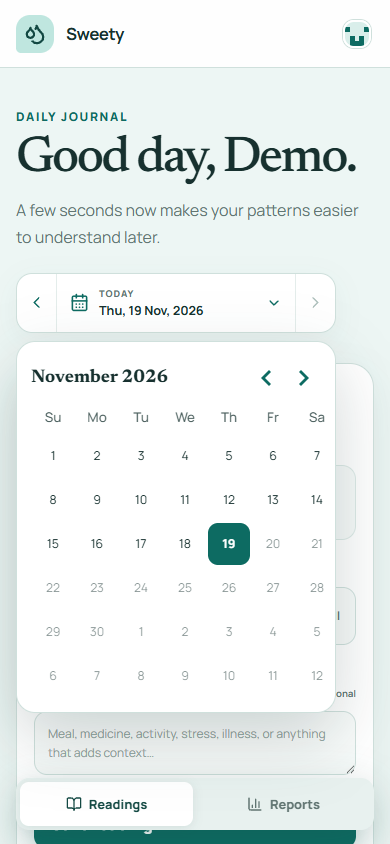 Sweety
DAILY JOURNAL
Good day, Demo.
A few seconds now makes your patterns easier
to understand later.
TODAY
Thu, 19 Nov, 2026
November 2026
Su Mo Tu We Th Fr Sa
1 2 3 4 5 6 7
8 9 10 11 12 13 14
15 16 17 18 19 20 21
22 23 24 25 26 27 28
29 30 1 2 3 4 5
6 7 8 9 10 11 12
Meal, medicine, activity, stress, illness, or anything
that adds context...
Readings Reports